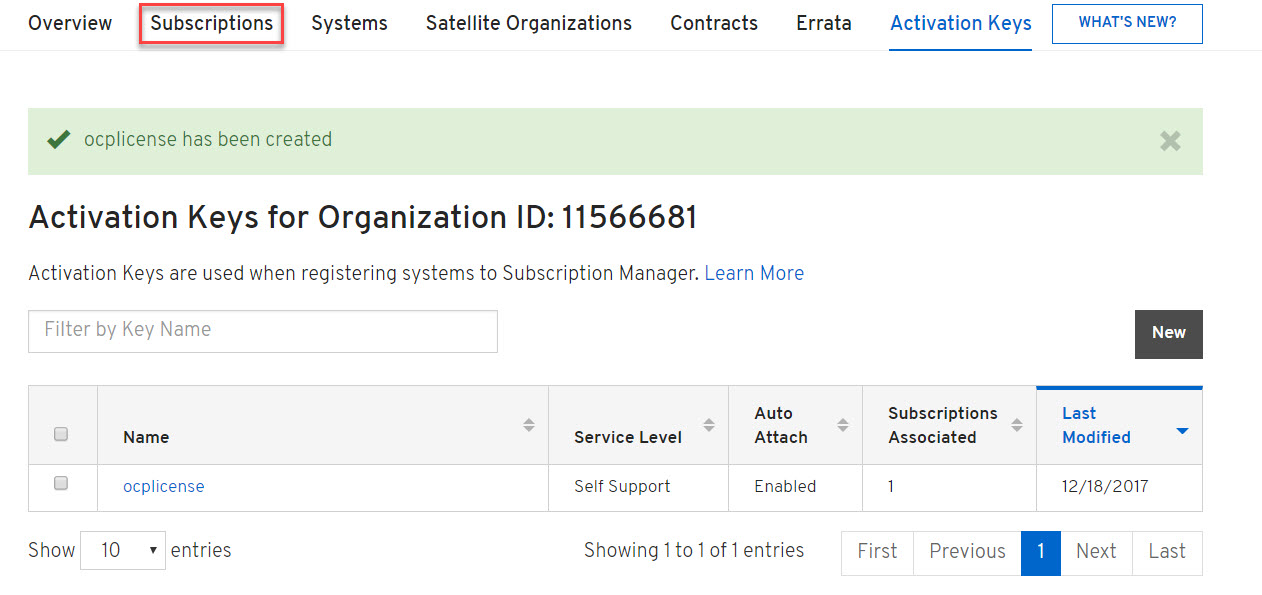 Overview Subscriptions Systems Satellite Organizations Contracts Errata Activation Keys WHAT'S NEW?
ocplicense has been created
Activation Keys for Organization ID: 11566681
Activation Keys are used when registering systems to Subscription Manager. Learn More
Filter by Key Name
New
Name Service Level Auto Attach Subscriptions Associated Last Modified
ocplicense Self Support Enabled 1 12/18/2017
Show 10 entries Showing 1 to 1 of 1 entries First Previous 1 Next Last